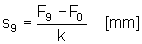 s₉ = (F₉ − F₀) / k [mm]